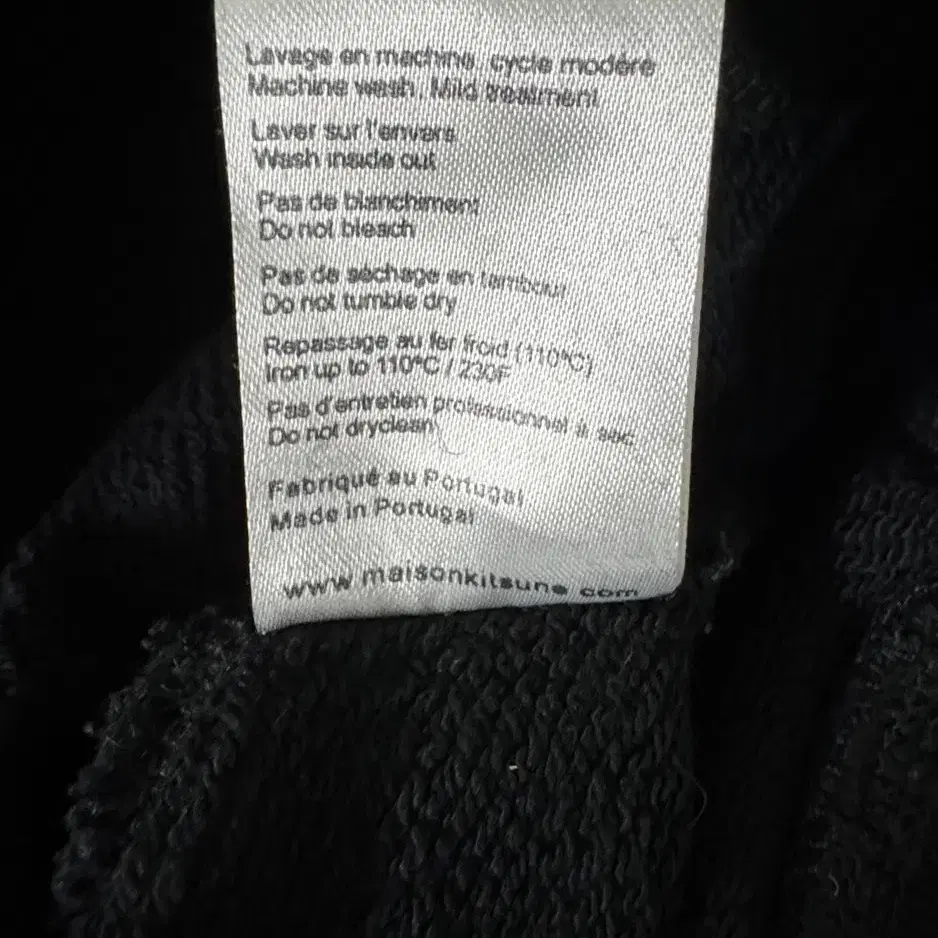 Lavage en machine, cycle modéré
Machine wash, Mild treatment
Laver sur l'envers
Wash inside out
Pas de blanchiment
Do not bleach
Pas de séchage en tambour
Do not tumble dry
Repassage au fer froid (110°C)
Iron up to 110°C / 230F
Pas d'entretien professionnel à sec
Do not dryclean
Fabriqué au Portugal
Made in Portugal
www.maisonkitsune.com